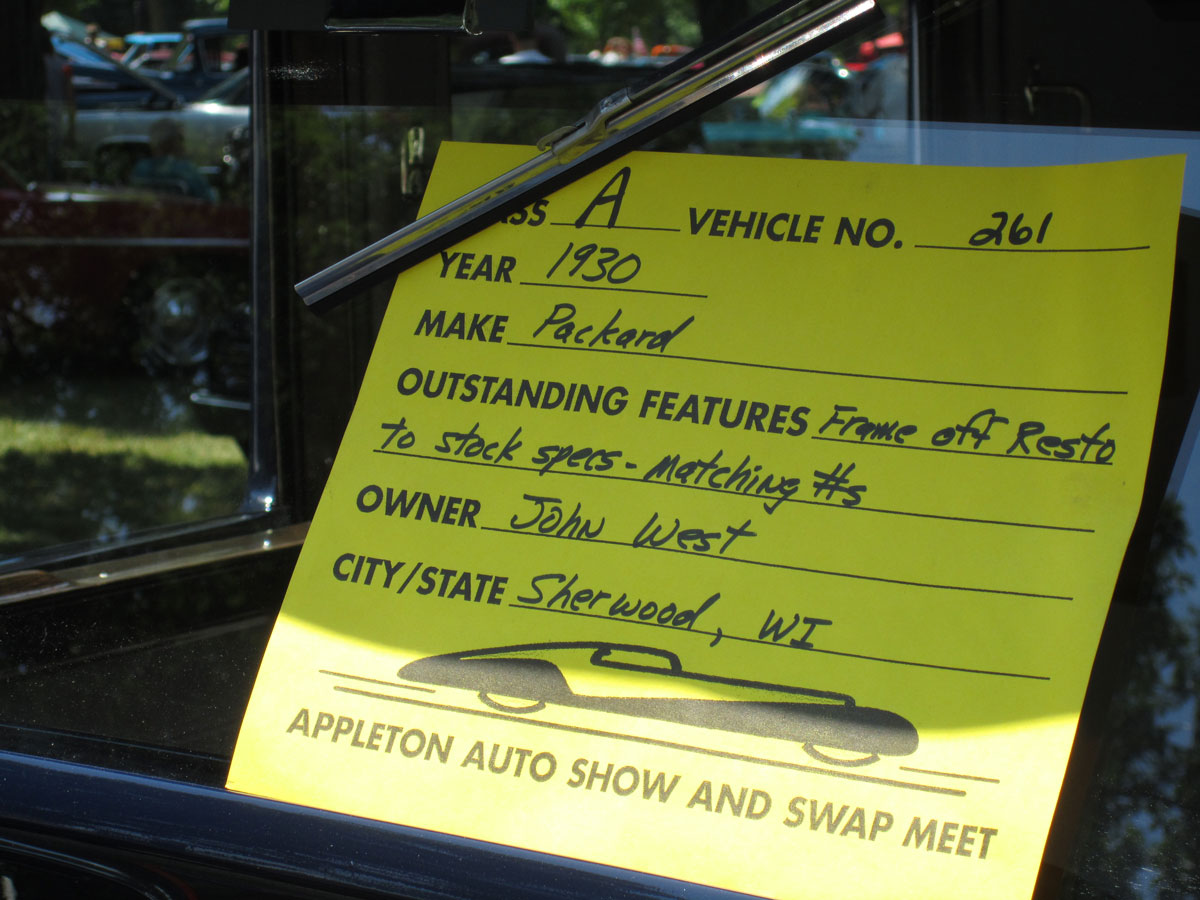 ASS A VEHICLE NO. 261
YEAR 1930
MAKE Packard
OUTSTANDING FEATURES Frame off Resto
to stock specs - Matching #s
OWNER John West
CITY/STATE Sherwood, WI
APPLETON AUTO SHOW AND SWAP MEET